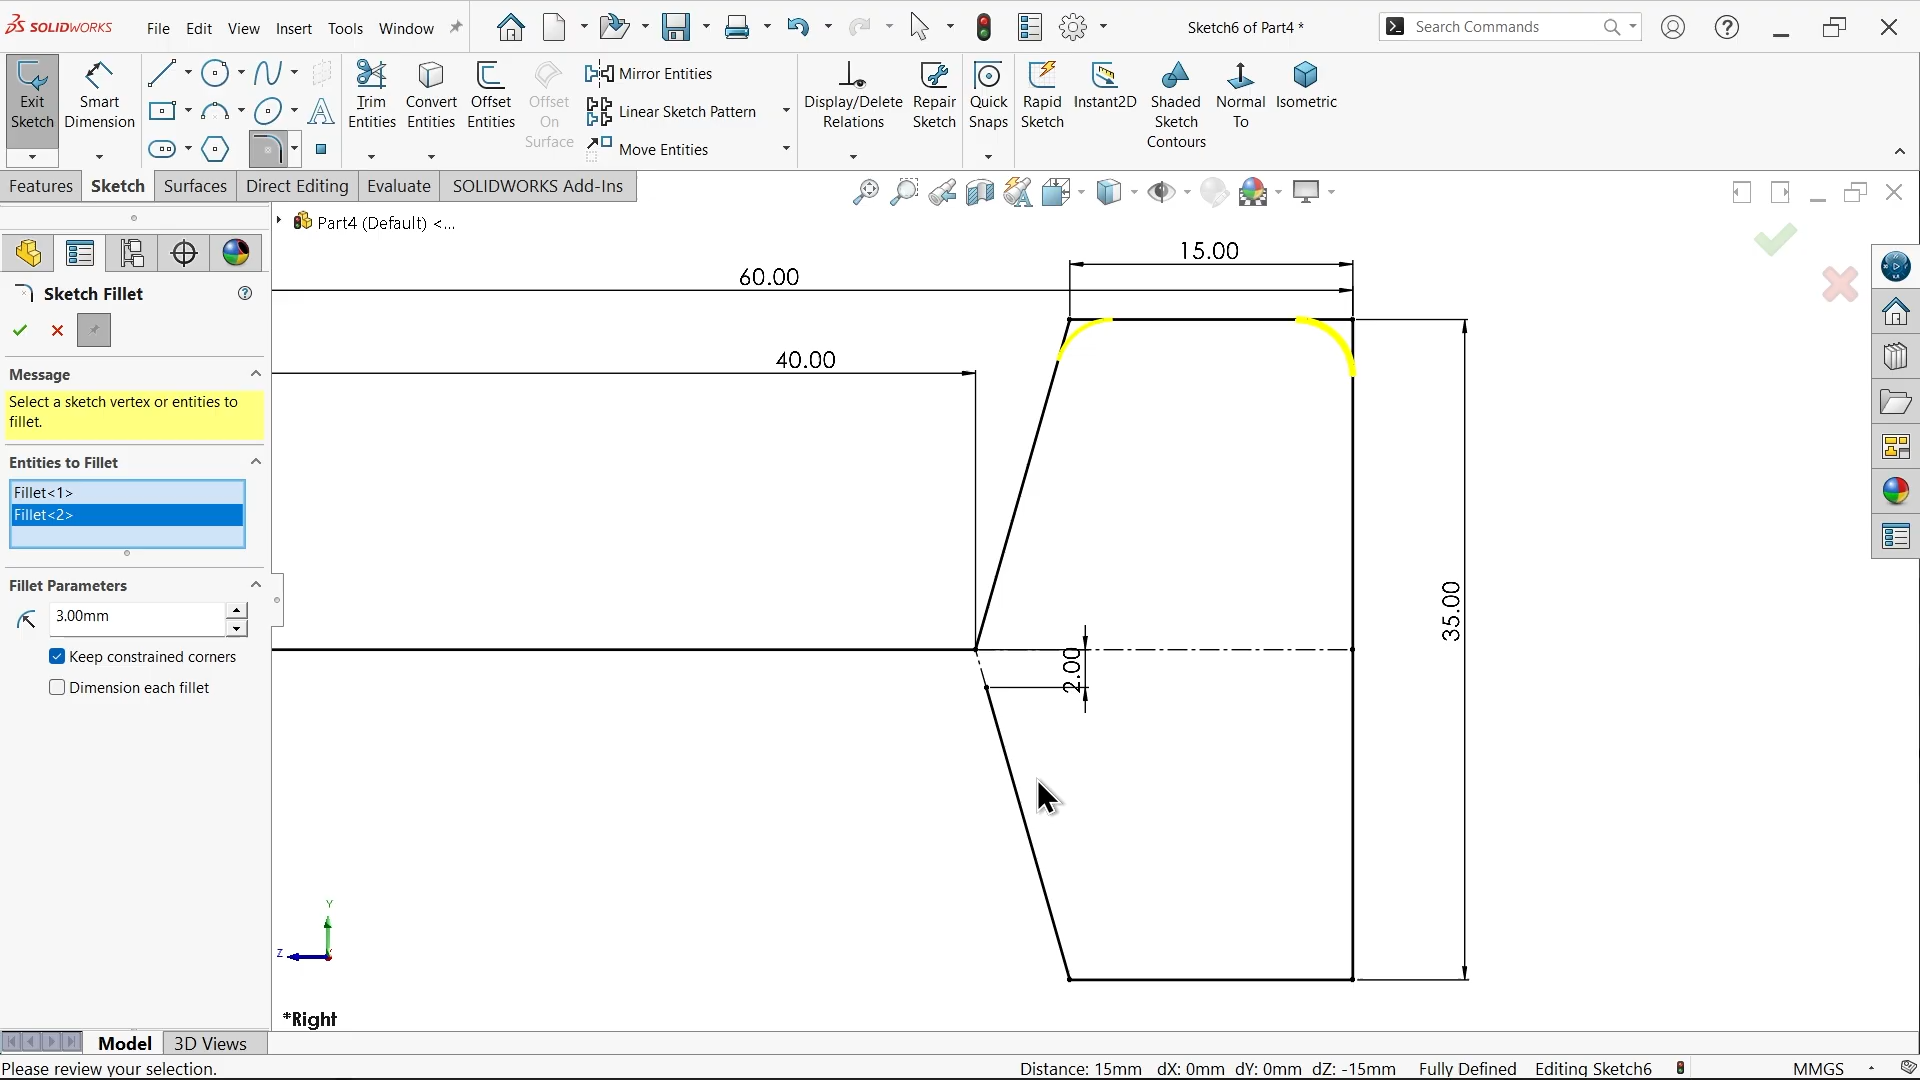 SOLIDWORKS
File Edit View Insert Tools Window
Sketch6 of Part4 *
Search Commands
Exit Sketch
Smart Dimension
Trim Entities
Convert Entities
Offset Entities
Offset On Surface
Mirror Entities
Linear Sketch Pattern
Move Entities
Display/Delete Relations
Repair Sketch
Quick Snaps
Rapid Sketch
Instant2D
Shaded Sketch Contours
Normal To
Isometric
Features Sketch Surfaces Direct Editing Evaluate SOLIDWORKS Add-Ins
Part4 (Default) <...
Sketch Fillet
Message
Select a sketch vertex or entities to
fillet.
Entities to Fillet
Fillet<1>
Fillet<2>
Fillet Parameters
3.00mm
Keep constrained corners
Dimension each fillet
15.00
60.00
40.00
35.00
2.00
Y
Z
*Right
Model 3D Views
Please review your selection.
Distance: 15mm dX: 0mm dY: 0mm dZ: -15mm Fully Defined Editing Sketch6 MMGS